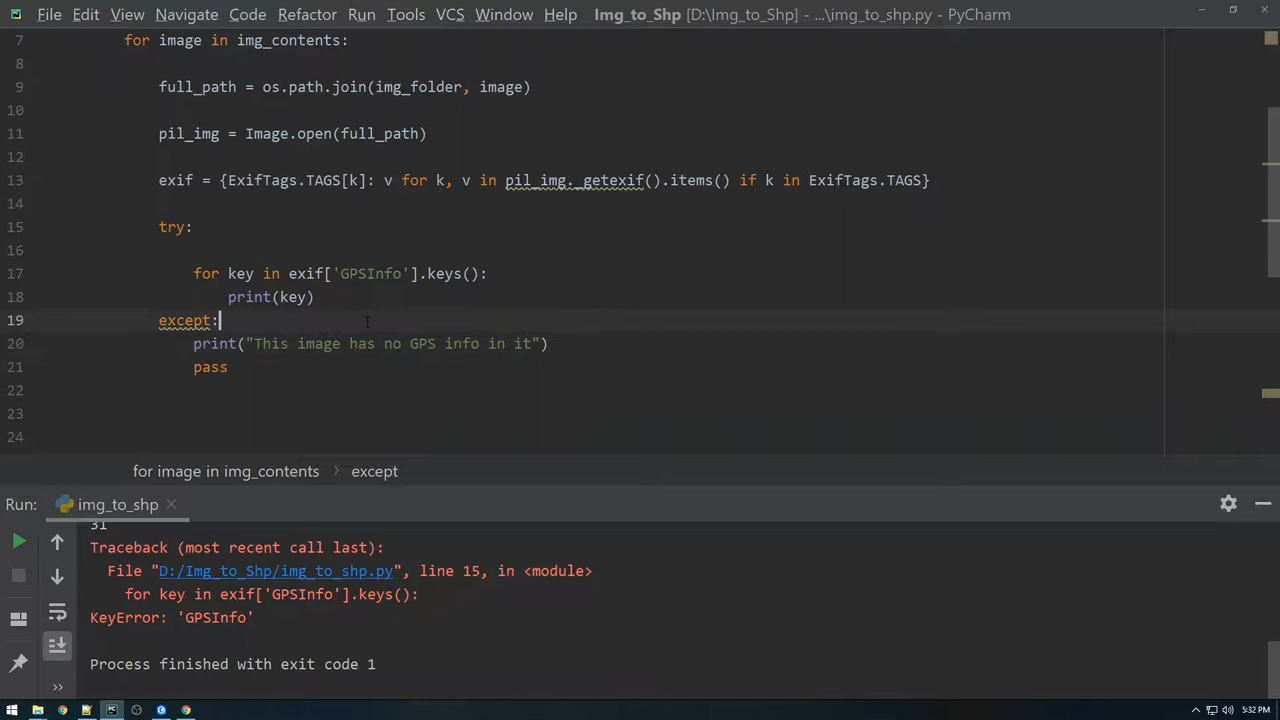 File Edit View Navigate Code Refactor Run Tools VCS Window Help Img_to_Shp [D:\Img_to_Shp] - ...\img_to_shp.py - PyCharm
7 for image in img_contents:
8
9 full_path = os.path.join(img_folder, image)
10
11 pil_img = Image.open(full_path)
12
13 exif = {ExifTags.TAGS[k]: v for k, v in pil_img._getexif().items() if k in ExifTags.TAGS}
14
15 try:
16
17 for key in exif['GPSInfo'].keys():
18 print(key)
19 except:
20 print("This image has no GPS info in it")
21 pass
22
23
24
for image in img_contents > except
Run: img_to_shp
31
Traceback (most recent call last):
File "D:/Img_to_Shp/img_to_shp.py", line 15, in <module>
for key in exif['GPSInfo'].keys():
KeyError: 'GPSInfo'
Process finished with exit code 1
5:32 PM